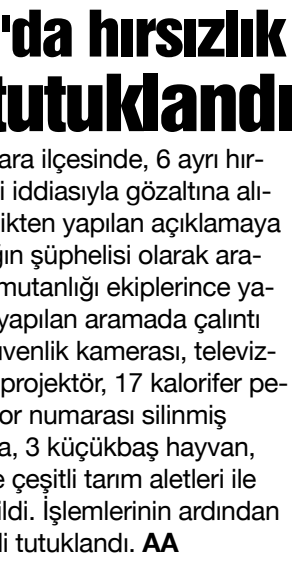 'da hırsızlık
tutuklandı
ara ilçesinde, 6 ayrı hır-
i iddiasıyla gözaltına alı-
likten yapılan açıklamaya
ğın şüphelisi olarak ara-
mutanlığı ekiplerince ya-
yapılan aramada çalıntı
üvenlik kamerası, televiz-
projektör, 17 kalorifer pe-
or numarası silinmiş
a, 3 küçükbaş hayvan,
e çeşitli tarım aletleri ile
ildi. İşlemlerinin ardından
li tutuklandı. AA